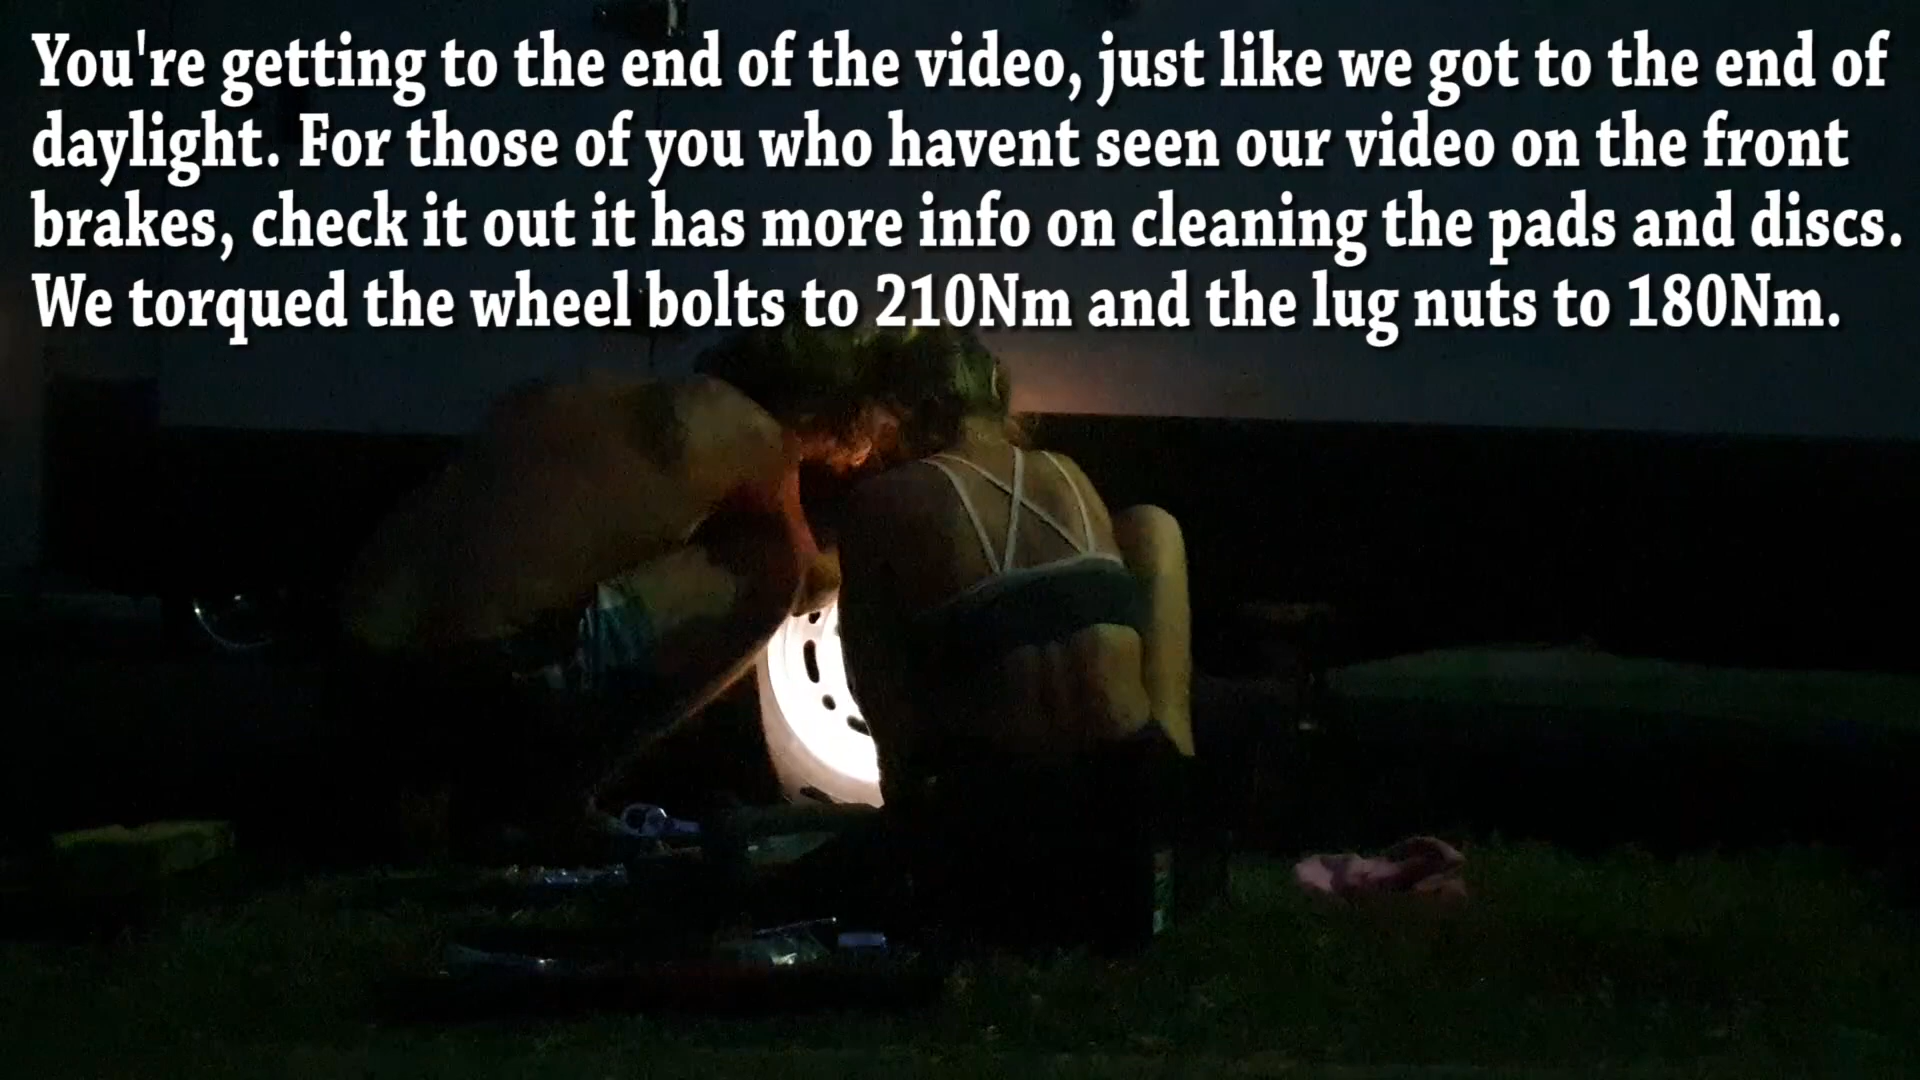 You're getting to the end of the video, just like we got to the end of
daylight. For those of you who havent seen our video on the front
brakes, check it out it has more info on cleaning the pads and discs.
We torqued the wheel bolts to 210Nm and the lug nuts to 180Nm.